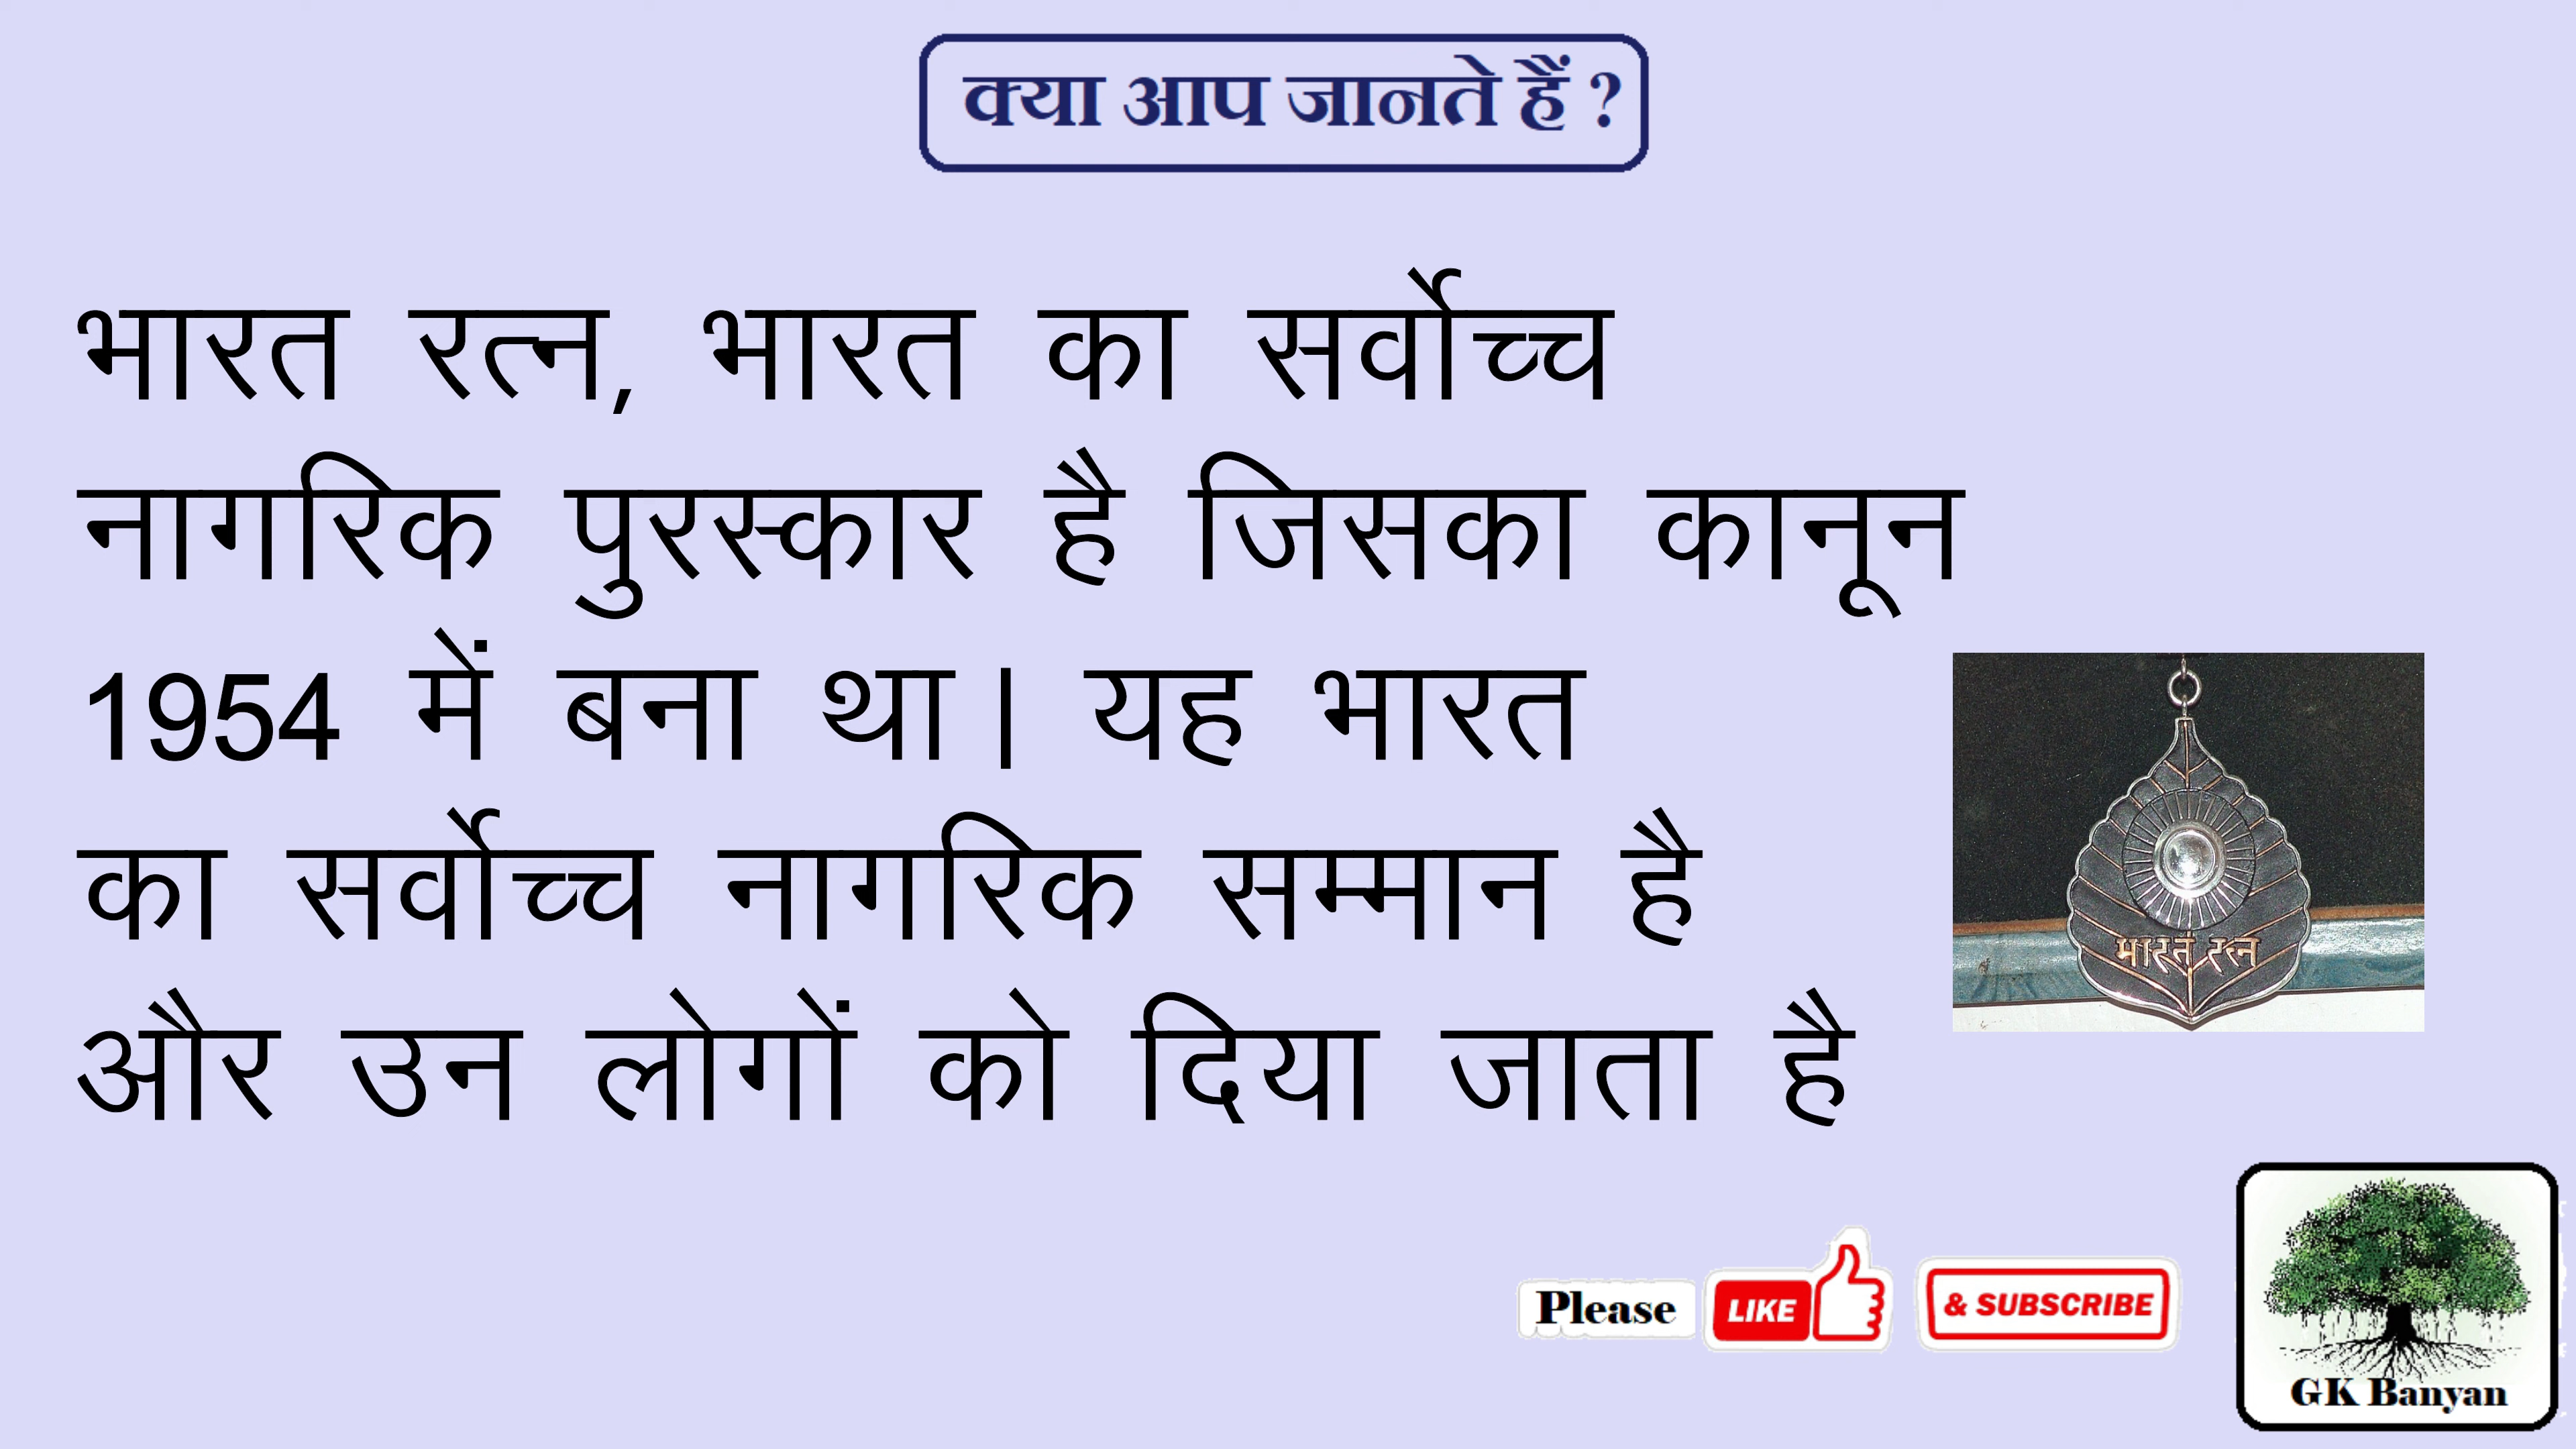 क्या आप जानते हैं ?
भारत रत्न, भारत का सर्वोच्च
नागरिक पुरस्कार है जिसका कानून
1954 में बना था। यह भारत
का सर्वोच्च नागरिक सम्मान है
और उन लोगों को दिया जाता है
भारत रत्न
Please LIKE & SUBSCRIBE
GK Banyan